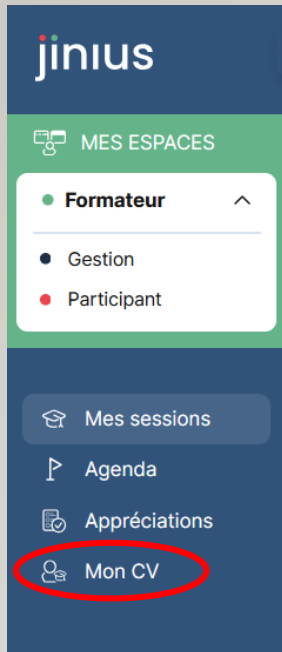 jinius
MES ESPACES
Formateur
Gestion
Participant
Mes sessions
Agenda
Appréciations
Mon CV